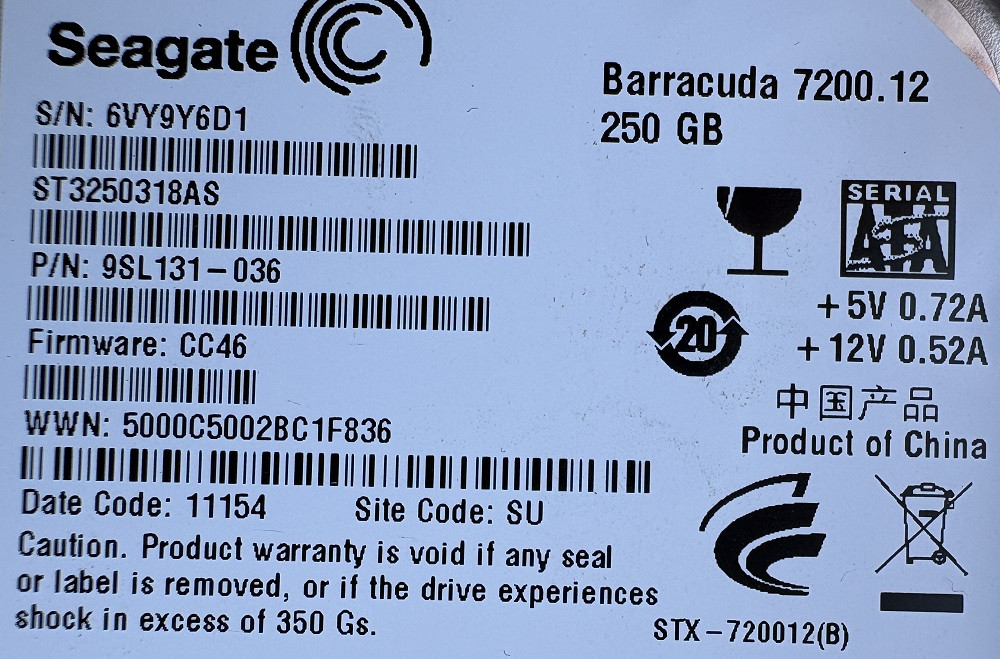 Seagate
Barracuda 7200.12
250 GB
S/N: 6VY9Y6D1
ST3250318AS
P/N: 9SL131-036
Firmware: CC46
WWN: 5000C5002BC1F836
Date Code: 11154 Site Code: SU
Caution. Product warranty is void if any seal
or label is removed, or if the drive experiences
shock in excess of 350 Gs.
SERIAL
ATA
20
+5V 0.72A
+12V 0.52A
中国产品
Product of China
STX-720012(B)